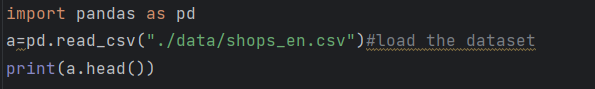 import pandas as pd
a=pd.read_csv("./data/shops_en.csv")#load the dataset
print(a.head())